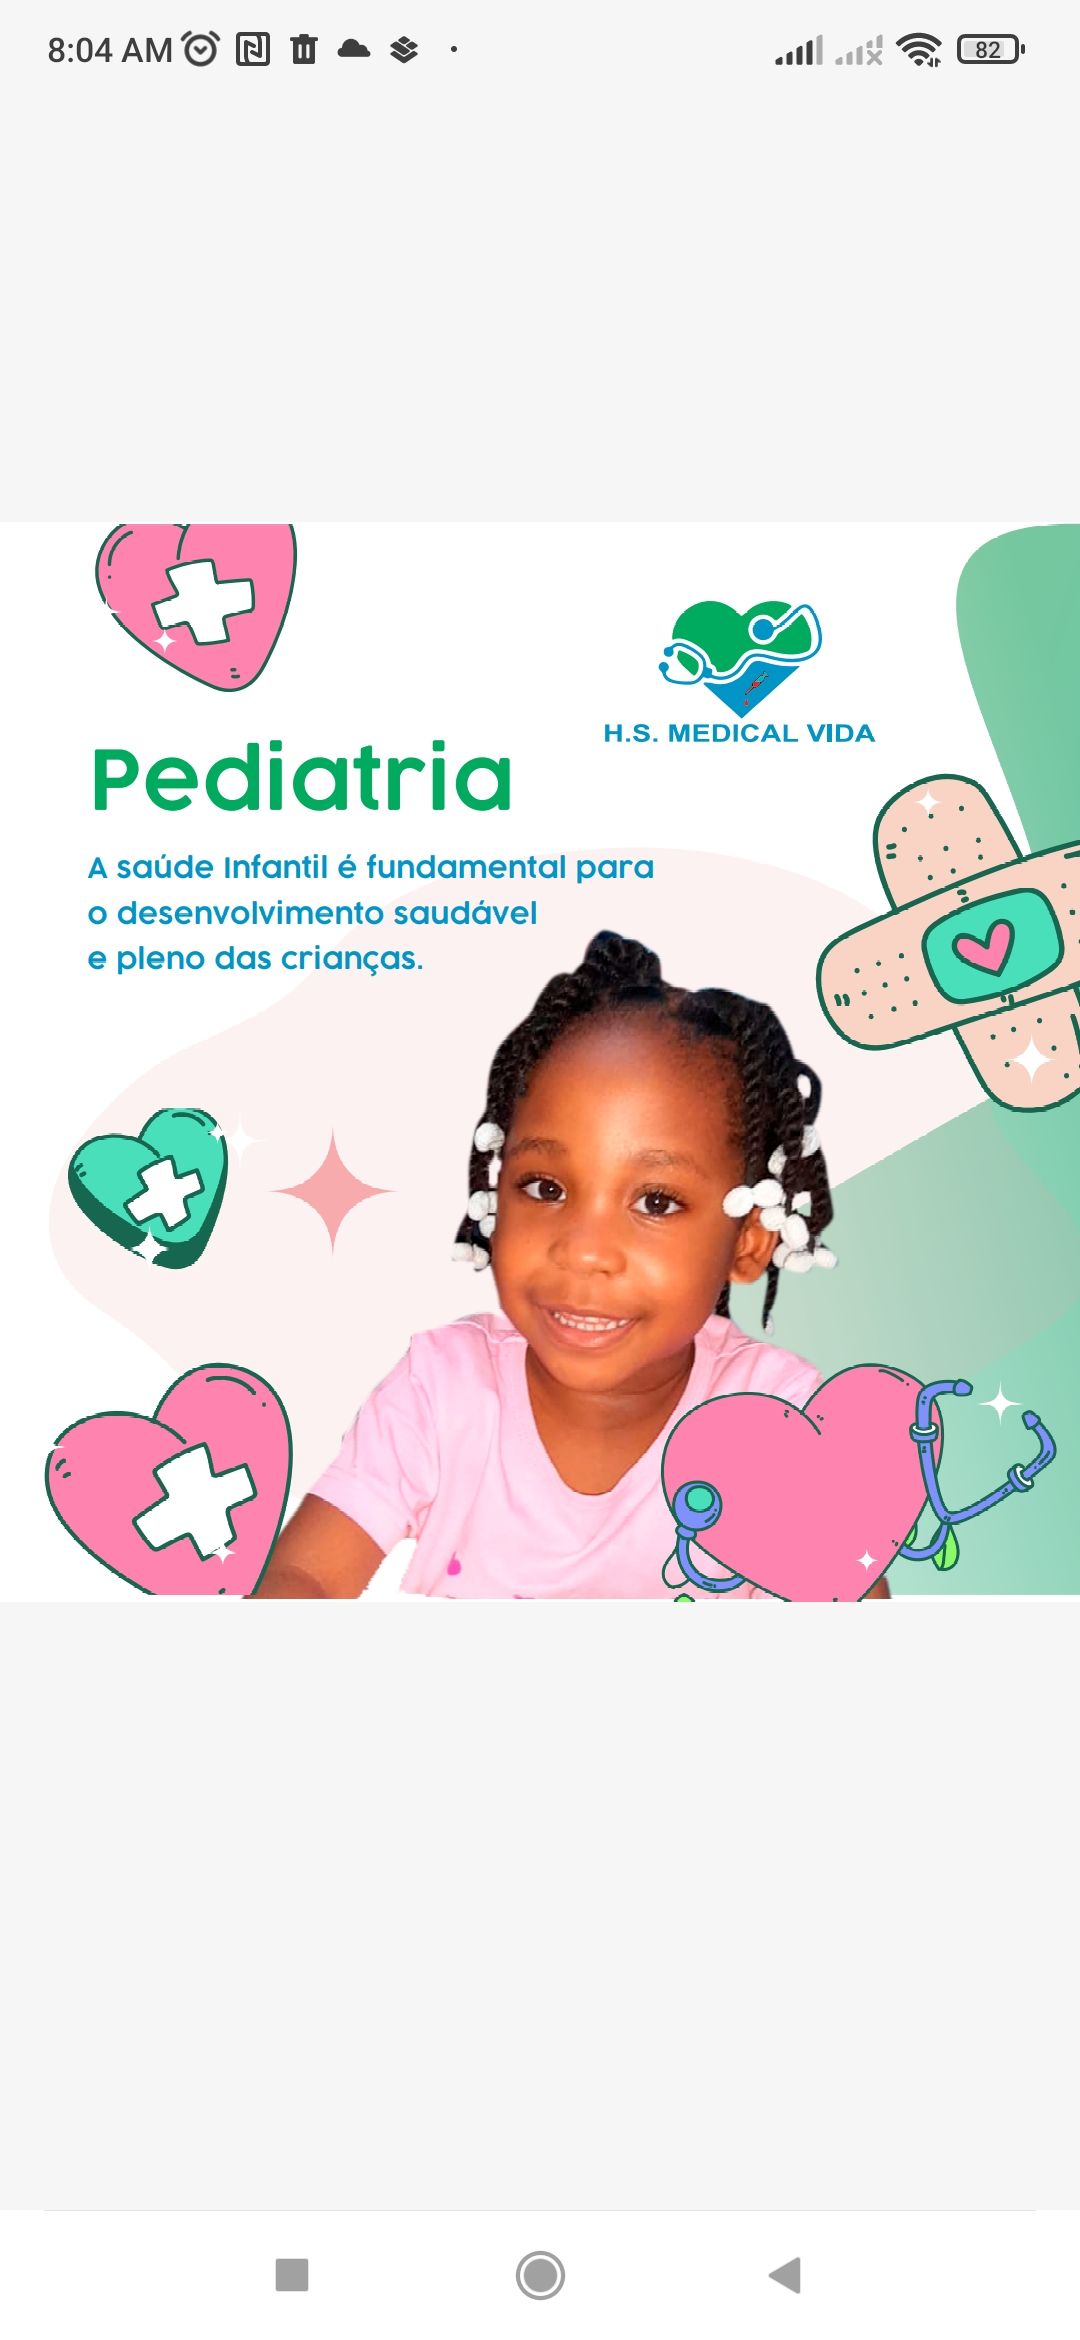 8:04 AM
82
H.S. MEDICAL VIDA
Pediatria
A saúde Infantil é fundamental para
o desenvolvimento saudável
e pleno das crianças.